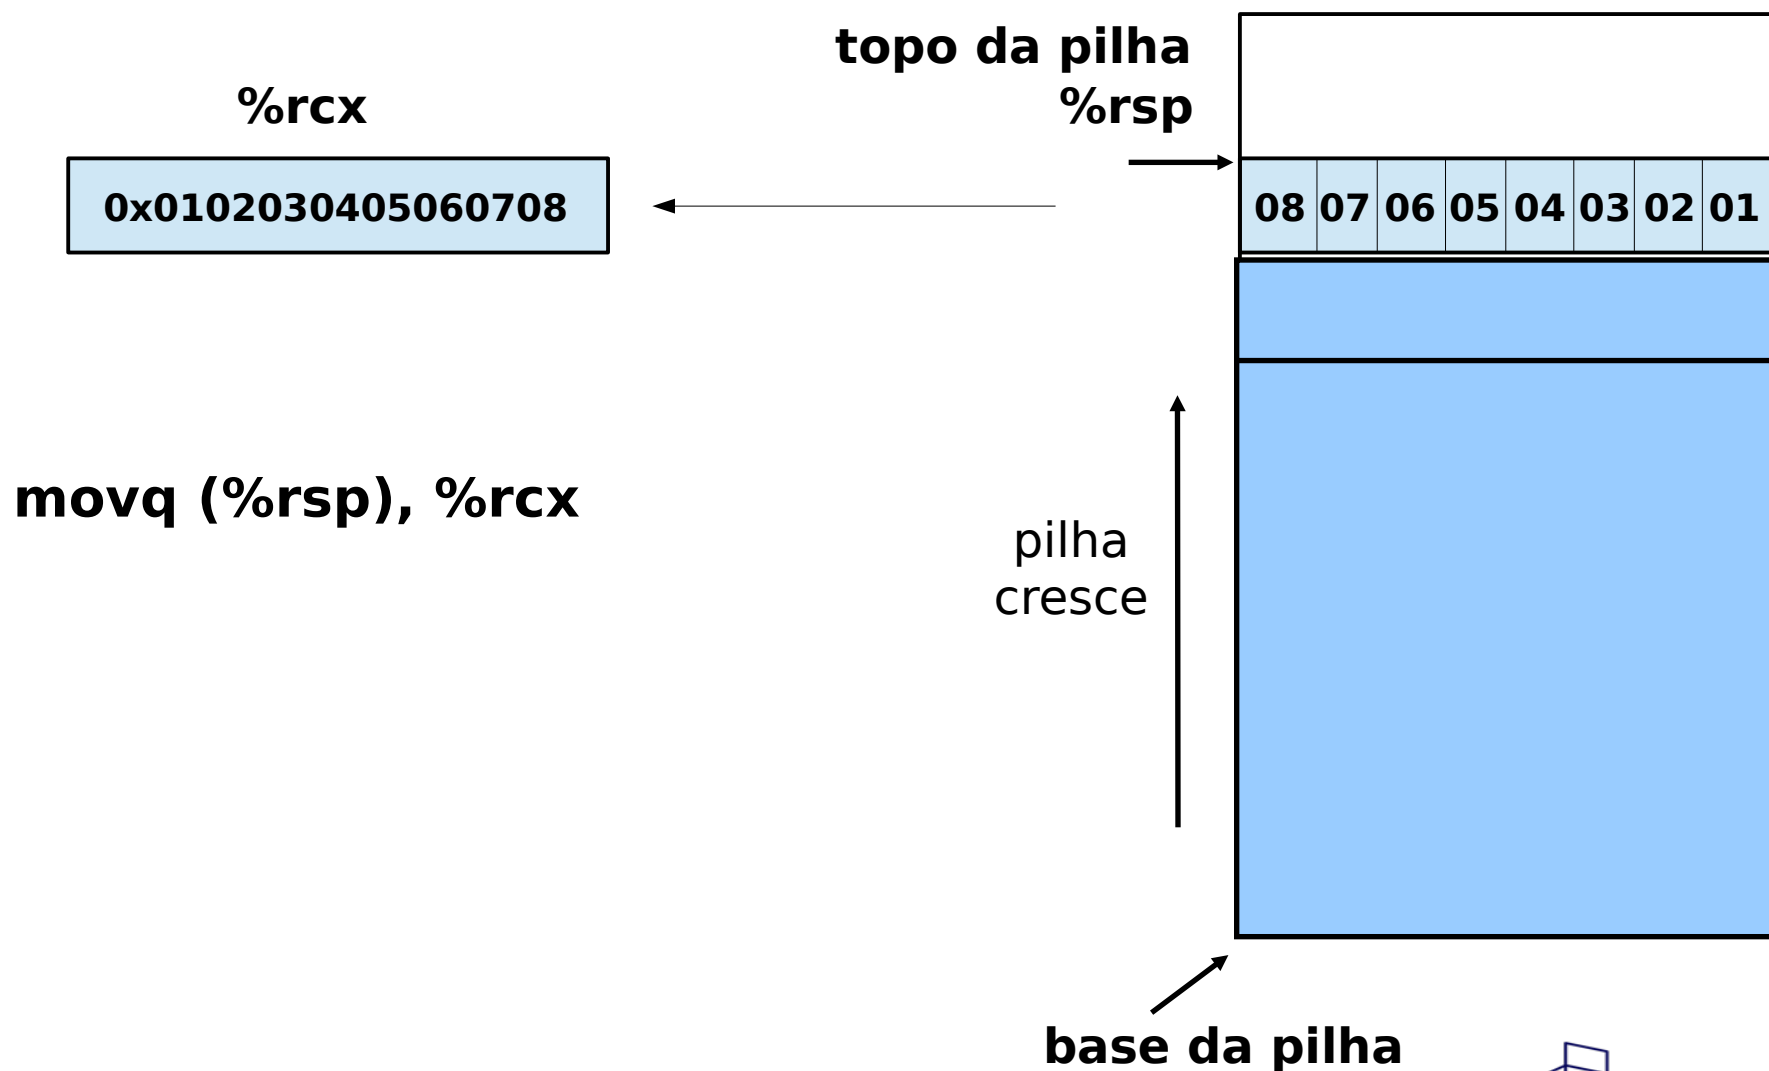 topo da pilha
%rsp
%rcx
0x0102030405060708
08 07 06 05 04 03 02 01
movq (%rsp), %rcx
pilha
cresce
base da pilha